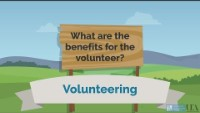 What are the
benefits for the
volunteer?
Volunteering